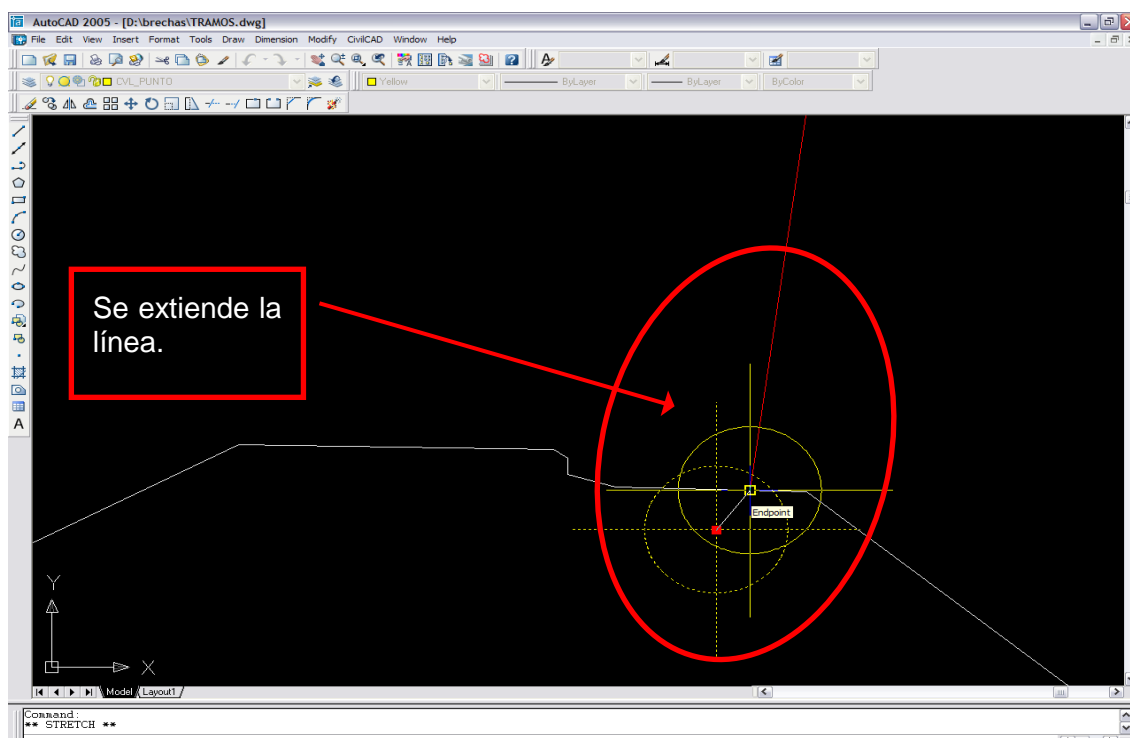 AutoCAD 2005 - [D:\brechas\TRAMOS.dwg]
File Edit View Insert Format Tools Draw Dimension Modify CivilCAD Window Help
CVL_PUNTO Yellow ByLayer ByLayer ByColor
Se extiende la
línea.
Endpoint
Y
X
Model Layout1
Command:
** STRETCH **